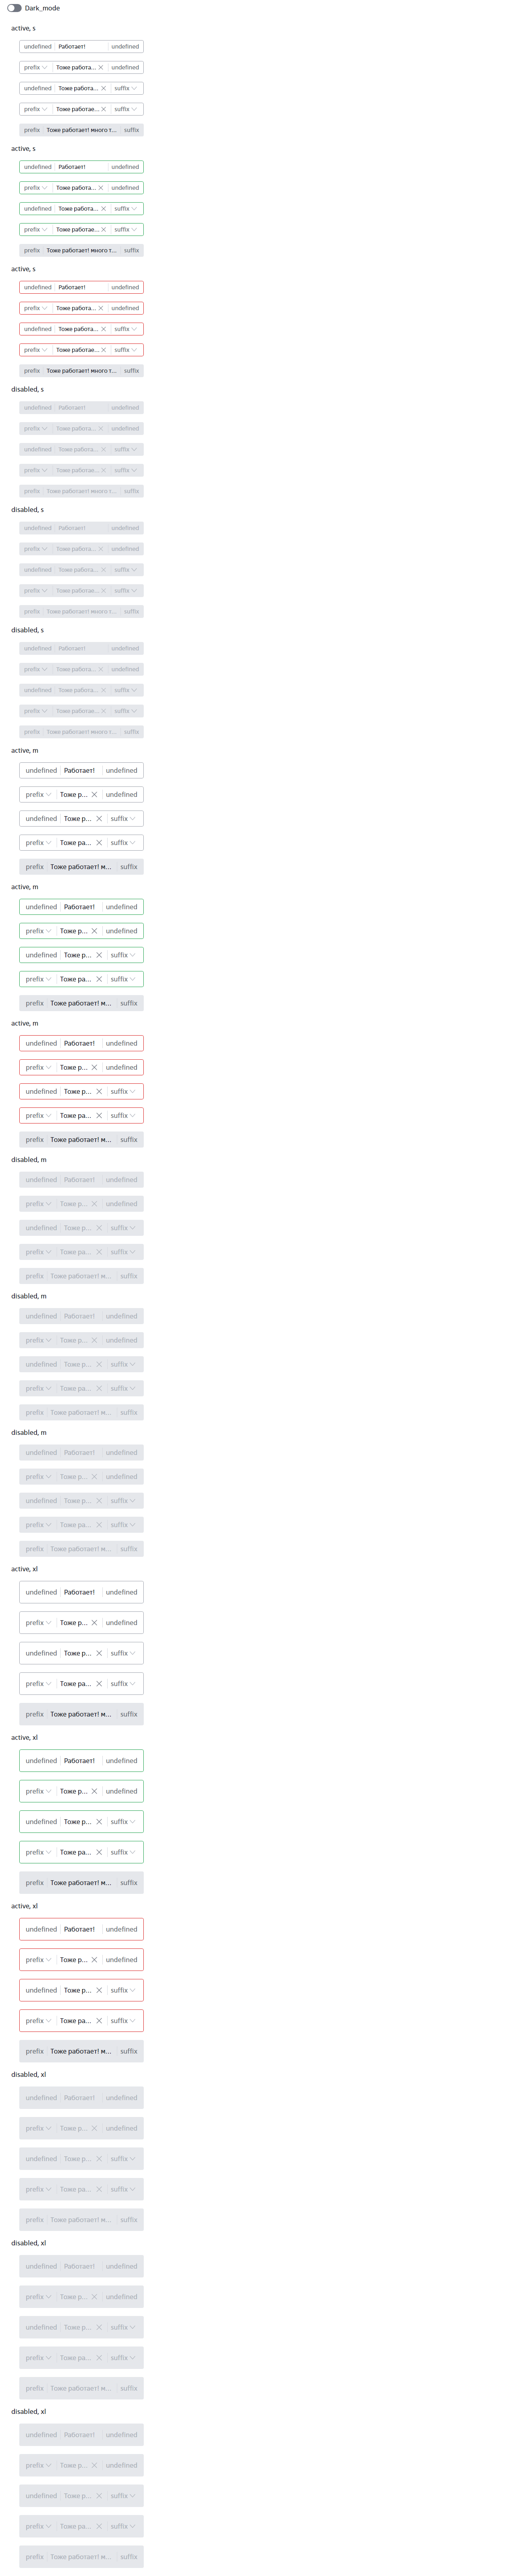 Dark_mode
active, s
undefined Работает! undefined
prefix Тоже работа... undefined
undefined Тоже работа... suffix
prefix Тоже работае... suffix
prefix Тоже работает! много т... suffix
active, s
undefined Работает! undefined
prefix Тоже работа... undefined
undefined Тоже работа... suffix
prefix Тоже работае... suffix
prefix Тоже работает! много т... suffix
active, s
undefined Работает! undefined
prefix Тоже работа... undefined
undefined Тоже работа... suffix
prefix Тоже работае... suffix
prefix Тоже работает! много т... suffix
disabled, s
undefined Работает! undefined
prefix Тоже работа... undefined
undefined Тоже работа... suffix
prefix Тоже работае... suffix
prefix Тоже работает! много т... suffix
disabled, s
undefined Работает! undefined
prefix Тоже работа... undefined
undefined Тоже работа... suffix
prefix Тоже работае... suffix
prefix Тоже работает! много т... suffix
disabled, s
undefined Работает! undefined
prefix Тоже работа... undefined
undefined Тоже работа... suffix
prefix Тоже работае... suffix
prefix Тоже работает! много т... suffix
active, m
undefined Работает! undefined
prefix Тоже р... undefined
undefined Тоже р... suffix
prefix Тоже ра... suffix
prefix Тоже работает! м... suffix
active, m
undefined Работает! undefined
prefix Тоже р... undefined
undefined Тоже р... suffix
prefix Тоже ра... suffix
prefix Тоже работает! м... suffix
active, m
undefined Работает! undefined
prefix Тоже р... undefined
undefined Тоже р... suffix
prefix Тоже ра... suffix
prefix Тоже работает! м... suffix
disabled, m
undefined Работает! undefined
prefix Тоже р... undefined
undefined Тоже р... suffix
prefix Тоже ра... suffix
prefix Тоже работает! м... suffix
disabled, m
undefined Работает! undefined
prefix Тоже р... undefined
undefined Тоже р... suffix
prefix Тоже ра... suffix
prefix Тоже работает! м... suffix
disabled, m
undefined Работает! undefined
prefix Тоже р... undefined
undefined Тоже р... suffix
prefix Тоже ра... suffix
prefix Тоже работает! м... suffix
active, xl
undefined Работает! undefined
prefix Тоже р... undefined
undefined Тоже р... suffix
prefix Тоже ра... suffix
prefix Тоже работает! м... suffix
active, xl
undefined Работает! undefined
prefix Тоже р... undefined
undefined Тоже р... suffix
prefix Тоже ра... suffix
prefix Тоже работает! м... suffix
active, xl
undefined Работает! undefined
prefix Тоже р... undefined
undefined Тоже р... suffix
prefix Тоже ра... suffix
prefix Тоже работает! м... suffix
disabled, xl
undefined Работает! undefined
prefix Тоже р... undefined
undefined Тоже р... suffix
prefix Тоже ра... suffix
prefix Тоже работает! м... suffix
disabled, xl
undefined Работает! undefined
prefix Тоже р... undefined
undefined Тоже р... suffix
prefix Тоже ра... suffix
prefix Тоже работает! м... suffix
disabled, xl
undefined Работает! undefined
prefix Тоже р... undefined
undefined Тоже р... suffix
prefix Тоже ра... suffix
prefix Тоже работает! м... suffix